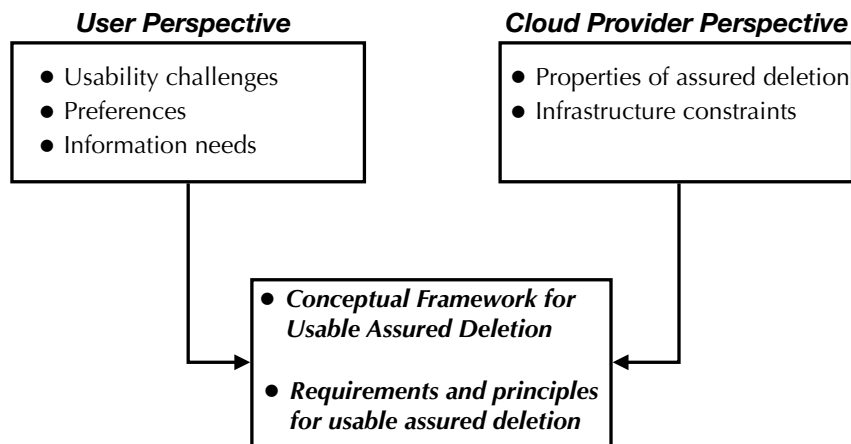 User Perspective
● Usability challenges
● Preferences
● Information needs
Cloud Provider Perspective
● Properties of assured deletion
● Infrastructure constraints
● Conceptual Framework for
Usable Assured Deletion
● Requirements and principles
for usable assured deletion